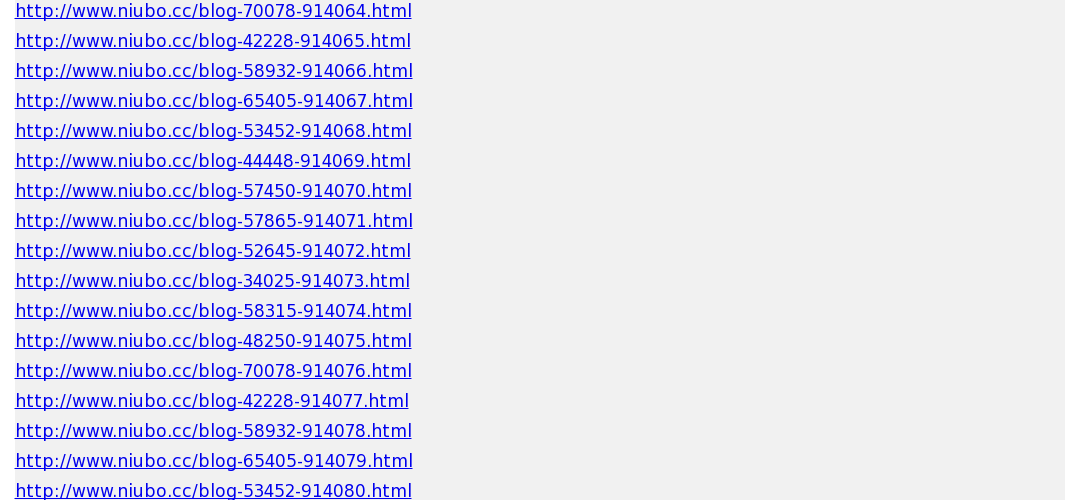 http://www.niubo.cc/blog-70078-914064.html
http://www.niubo.cc/blog-42228-914065.html
http://www.niubo.cc/blog-58932-914066.html
http://www.niubo.cc/blog-65405-914067.html
http://www.niubo.cc/blog-53452-914068.html
http://www.niubo.cc/blog-44448-914069.html
http://www.niubo.cc/blog-57450-914070.html
http://www.niubo.cc/blog-57865-914071.html
http://www.niubo.cc/blog-52645-914072.html
http://www.niubo.cc/blog-34025-914073.html
http://www.niubo.cc/blog-58315-914074.html
http://www.niubo.cc/blog-48250-914075.html
http://www.niubo.cc/blog-70078-914076.html
http://www.niubo.cc/blog-42228-914077.html
http://www.niubo.cc/blog-58932-914078.html
http://www.niubo.cc/blog-65405-914079.html
http://www.niubo.cc/blog-53452-914080.html